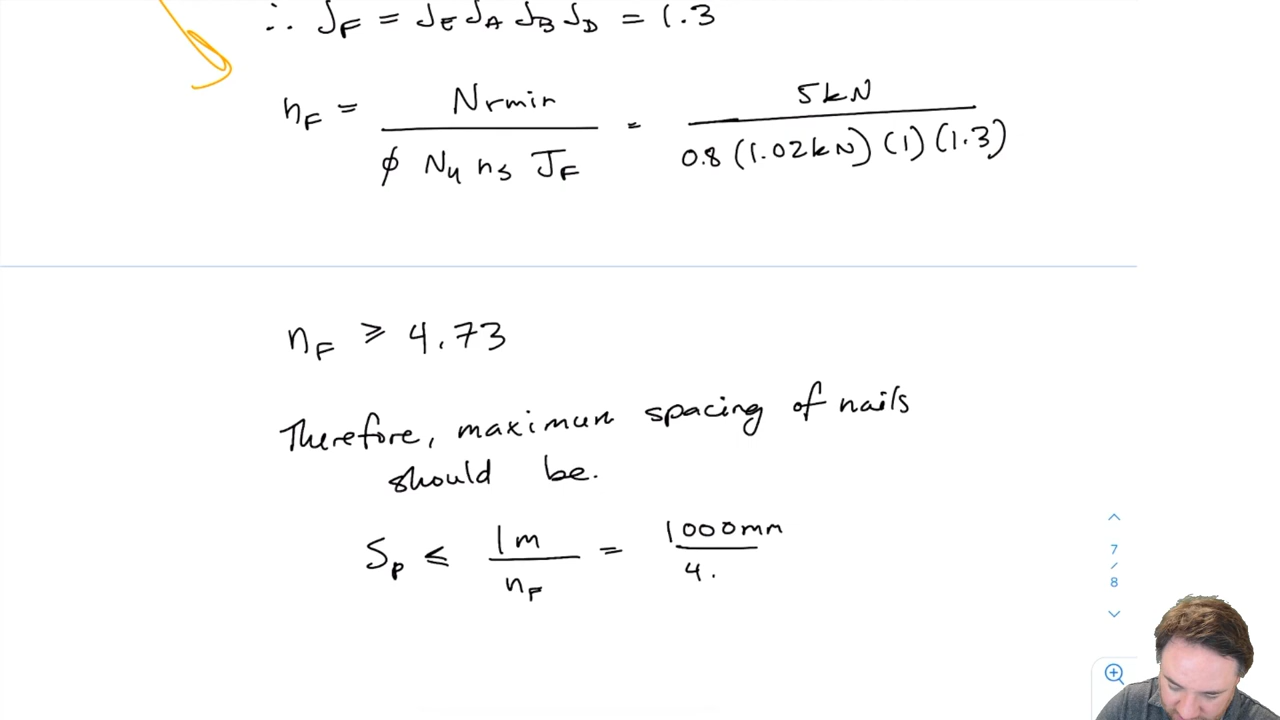 ∴ J_F = J_E J_A J_B J_D = 1.3
n_F = N_rmin / ϕ N_u n_s J_F = 5kN / 0.8 (1.02kN) (1) (1.3)
n_F ≥ 4.73
Therefore, maximum spacing of nails
should be.
S_p ≤ 1m / n_F = 1000mm / 4.
7
/
8